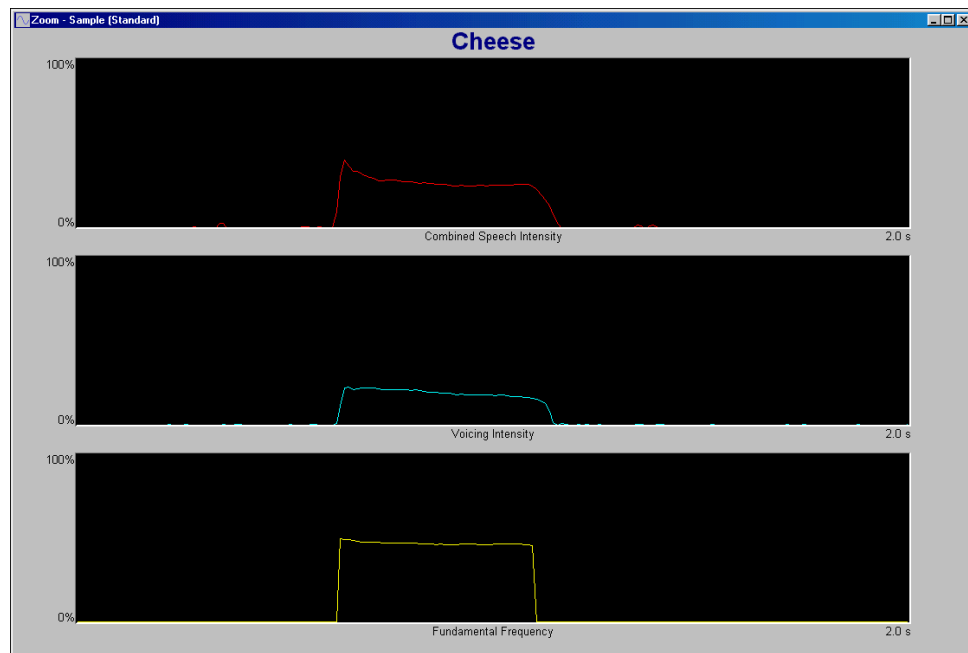 Zoom - Sample (Standard)
Cheese
100%
0%
Combined Speech Intensity 2.0 s
100%
0%
Voicing Intensity 2.0 s
100%
0%
Fundamental Frequency 2.0 s